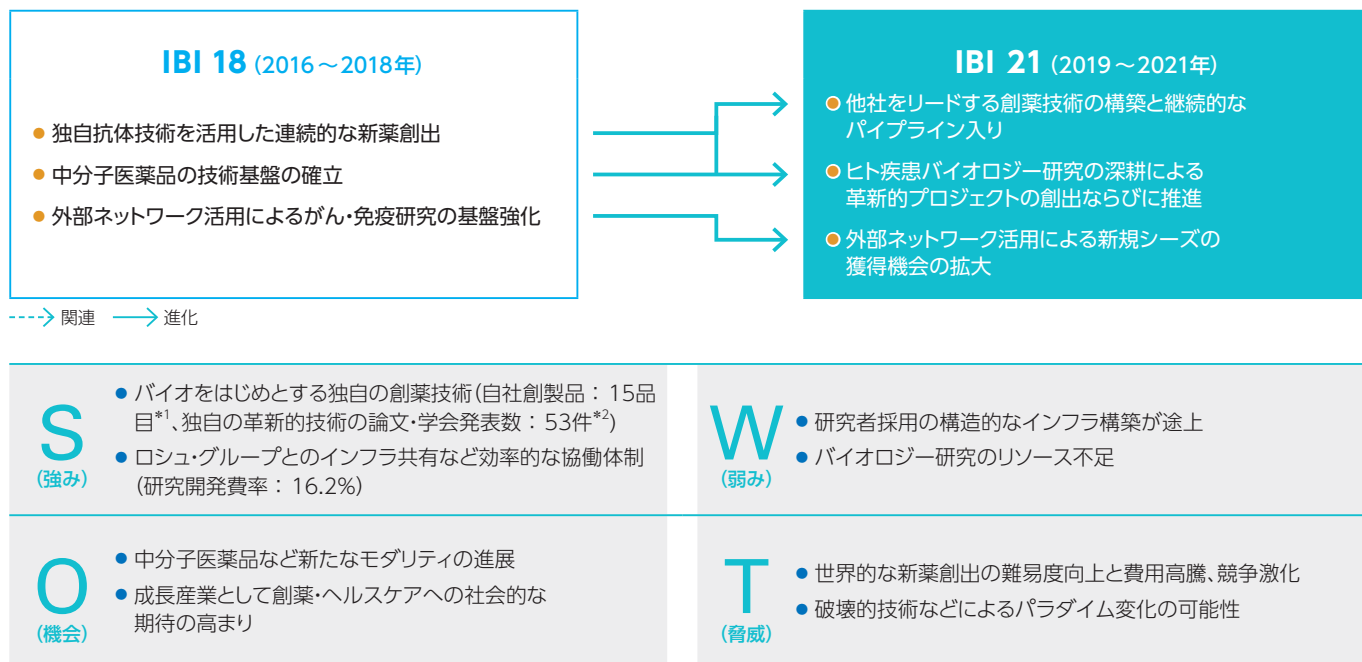 IBI 18 (2016～2018年)
● 独自抗体技術を活用した連続的な新薬創出
● 中分子医薬品の技術基盤の確立
● 外部ネットワーク活用によるがん・免疫研究の基盤強化
IBI 21 (2019～2021年)
● 他社をリードする創薬技術の構築と継続的な
パイプライン入り
● ヒト疾患バイオロジー研究の深耕による
革新的プロジェクトの創出ならびに推進
● 外部ネットワーク活用による新規シーズの
獲得機会の拡大
関連 進化
S
(強み)
● バイオをはじめとする独自の創薬技術(自社創製品：15品
目*1、独自の革新的技術の論文・学会発表数：53件*2)
● ロシュ・グループとのインフラ共有など効率的な協働体制
(研究開発費率：16.2%)
W
(弱み)
● 研究者採用の構造的なインフラ構築が途上
● バイオロジー研究のリソース不足
O
(機会)
● 中分子医薬品など新たなモダリティの進展
● 成長産業として創薬・ヘルスケアへの社会的な
期待の高まり
T
(脅威)
● 世界的な新薬創出の難易度向上と費用高騰、競争激化
● 破壊的技術などによるパラダイム変化の可能性